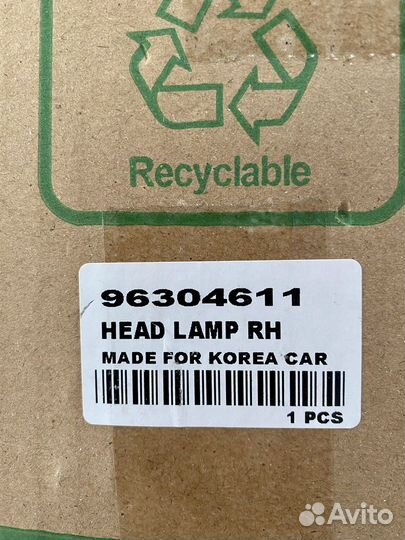 Recyclable
96304611
HEAD LAMP RH
MADE FOR KOREA CAR
1 PCS
Avito